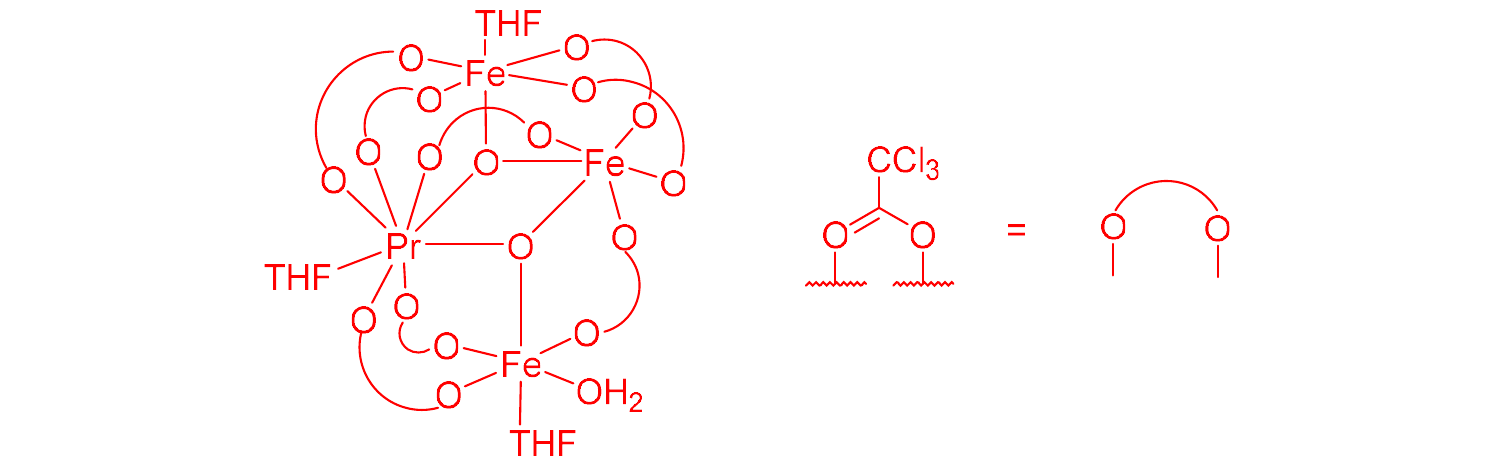 THF
O Fe O
O O
O
O O O O Fe O
O
CCl3
Pr O O
O O
= O O
THF
O O
O O
Fe
O OH2
THF